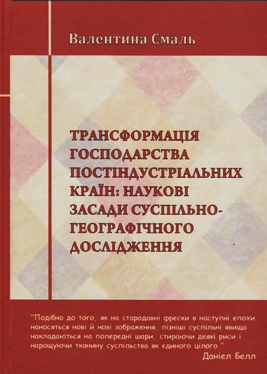 Валентина Смаль
ТРАНСФОРМАЦІЯ
ГОСПОДАРСТВА
ПОСТІНДУСТРІАЛЬНИХ
КРАЇН: НАУКОВІ
ЗАСАДИ СУСПІЛЬНО-
ГЕОГРАФІЧНОГО
ДОСЛІДЖЕННЯ
"Подібно до того, як на стародавні фрески в наступні епохи
наносяться нові й нові зображення, пізніші суспільні явища
накладаються на попередні шари, стираючи деякі риси і
нарощуючи тканину суспільства як єдиного цілого."
Даніел Белл